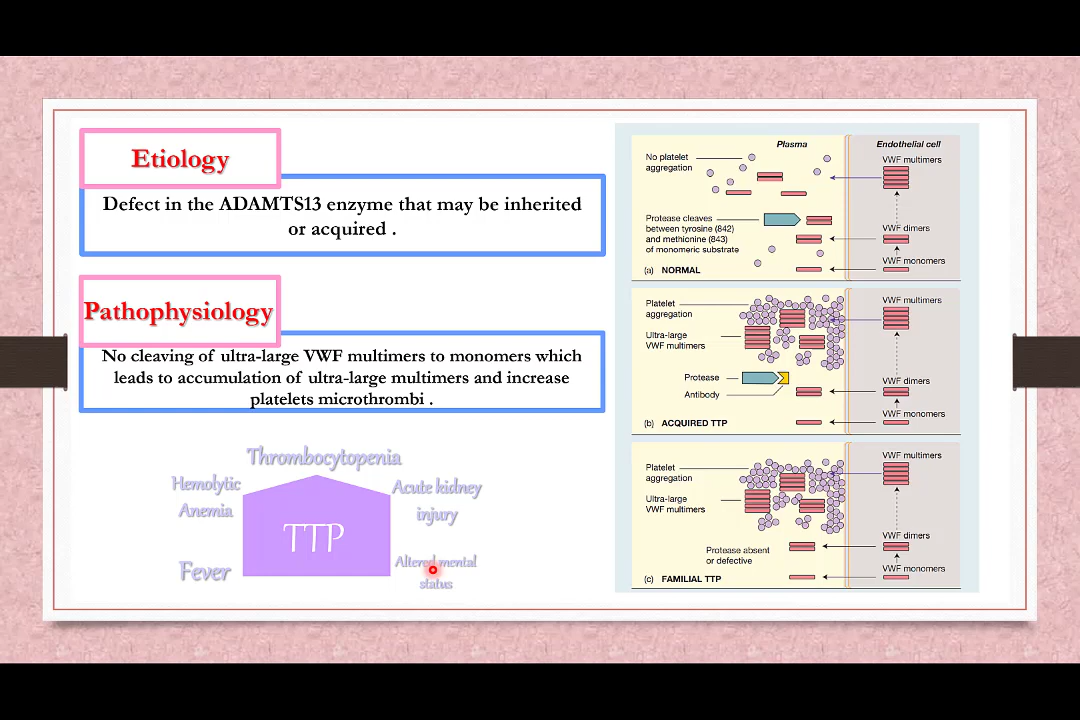 Etiology
Defect in the ADAMTS13 enzyme that may be inherited
or acquired .
Pathophysiology
No cleaving of ultra-large VWF multimers to monomers which
leads to accumulation of ultra-large multimers and increase
platelets microthrombi .
Thrombocytopenia
Hemolytic
Anemia
Acute kidney
injury
TTP
Fever
Altered mental
status
Plasma
Endothelial cell
No platelet
aggregation
VWF multimers
Protease cleaves
between tyrosine (842)
and methionine (843)
of monomeric substrate
VWF dimers
VWF monomers
(a) NORMAL
Platelet
aggregation
VWF multimers
Ultra-large
VWF multimers
Protease
Antibody
VWF dimers
VWF monomers
(b) ACQUIRED TTP
Platelet
aggregation
VWF multimers
Ultra-large
VWF multimers
Protease absent
or defective
VWF dimers
VWF monomers
(c) FAMILIAL TTP